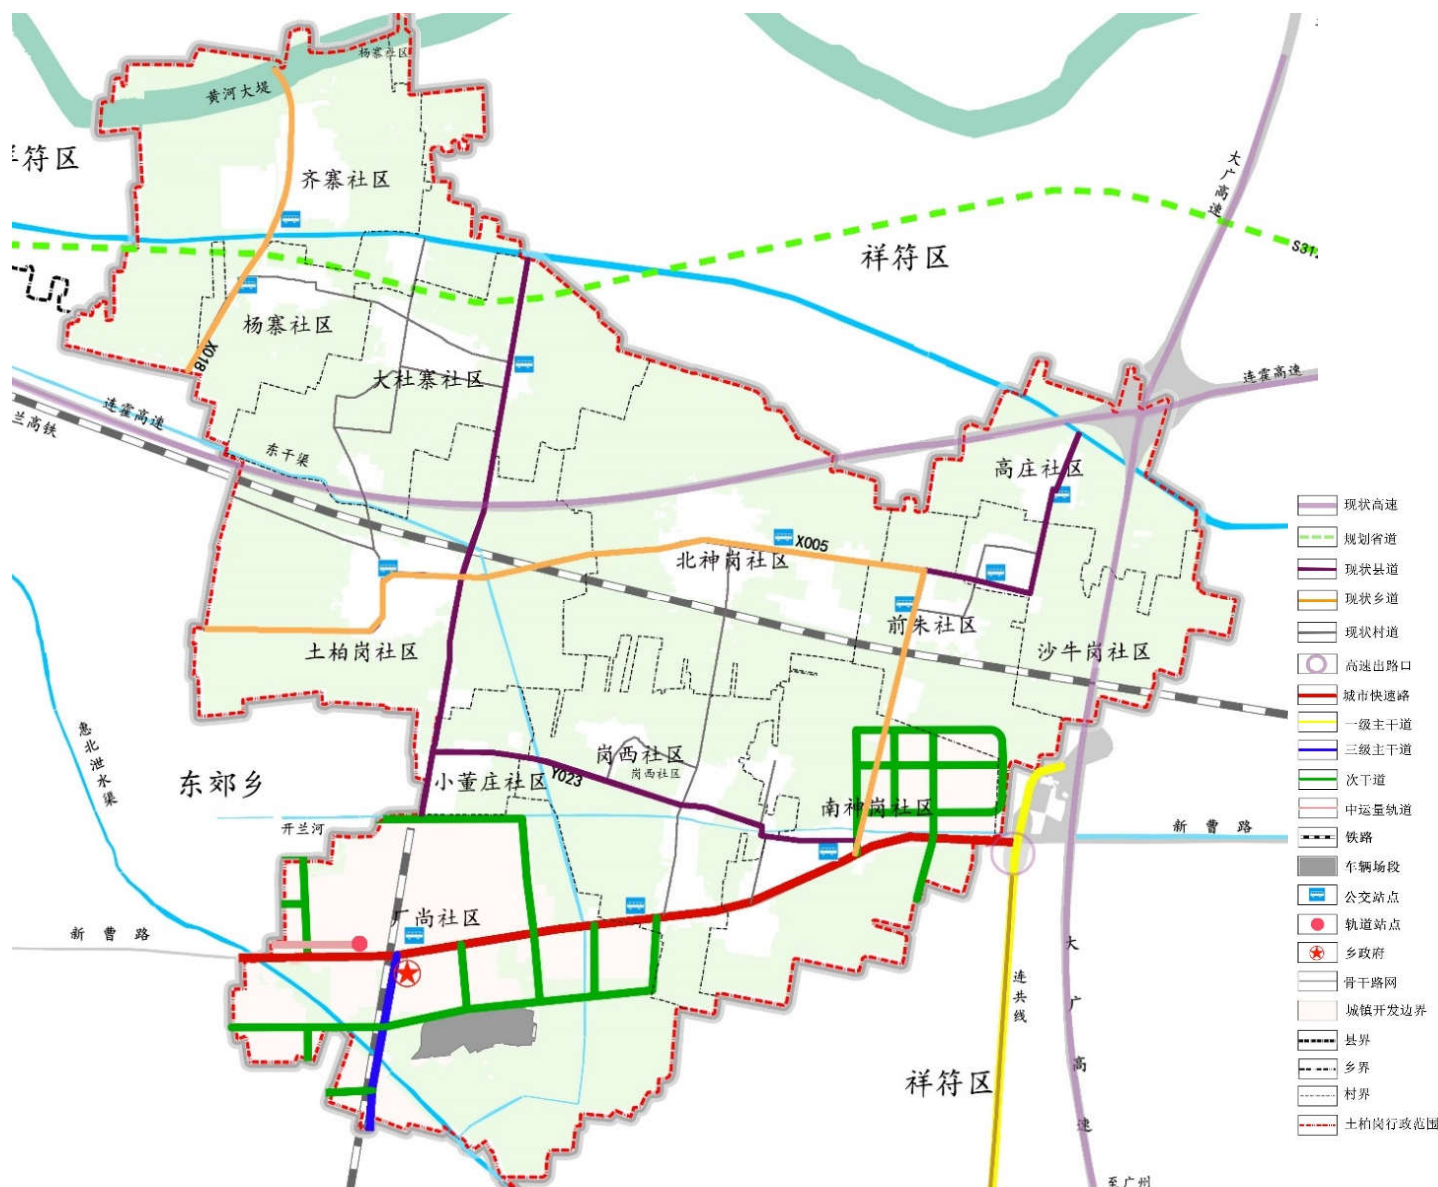 杨寨社区
黄河大堤
祥符区
齐寨社区
大广高速
祥符区
S312
杨寨社区
X018
大杜寨社区
连霍高速
连霍高速
兰高铁
东干渠
高庄社区
X005
北神岗社区
前朱社区
土柏岗社区
沙牛岗社区
惠北泄水渠
东郊乡
岗西社区
岗西社区
小董庄社区
Y023
南神岗社区
开兰河
新曹路
厂尚社区
新曹路
大广高速
连共线
祥符区
至广州
现状高速
规划省道
现状县道
现状乡道
现状村道
高速出路口
城市快速路
一级主干道
三级主干道
次干道
中运量轨道
铁路
车辆场段
公交站点
轨道站点
乡政府
骨干路网
城镇开发边界
县界
乡界
村界
土柏岗行政范围